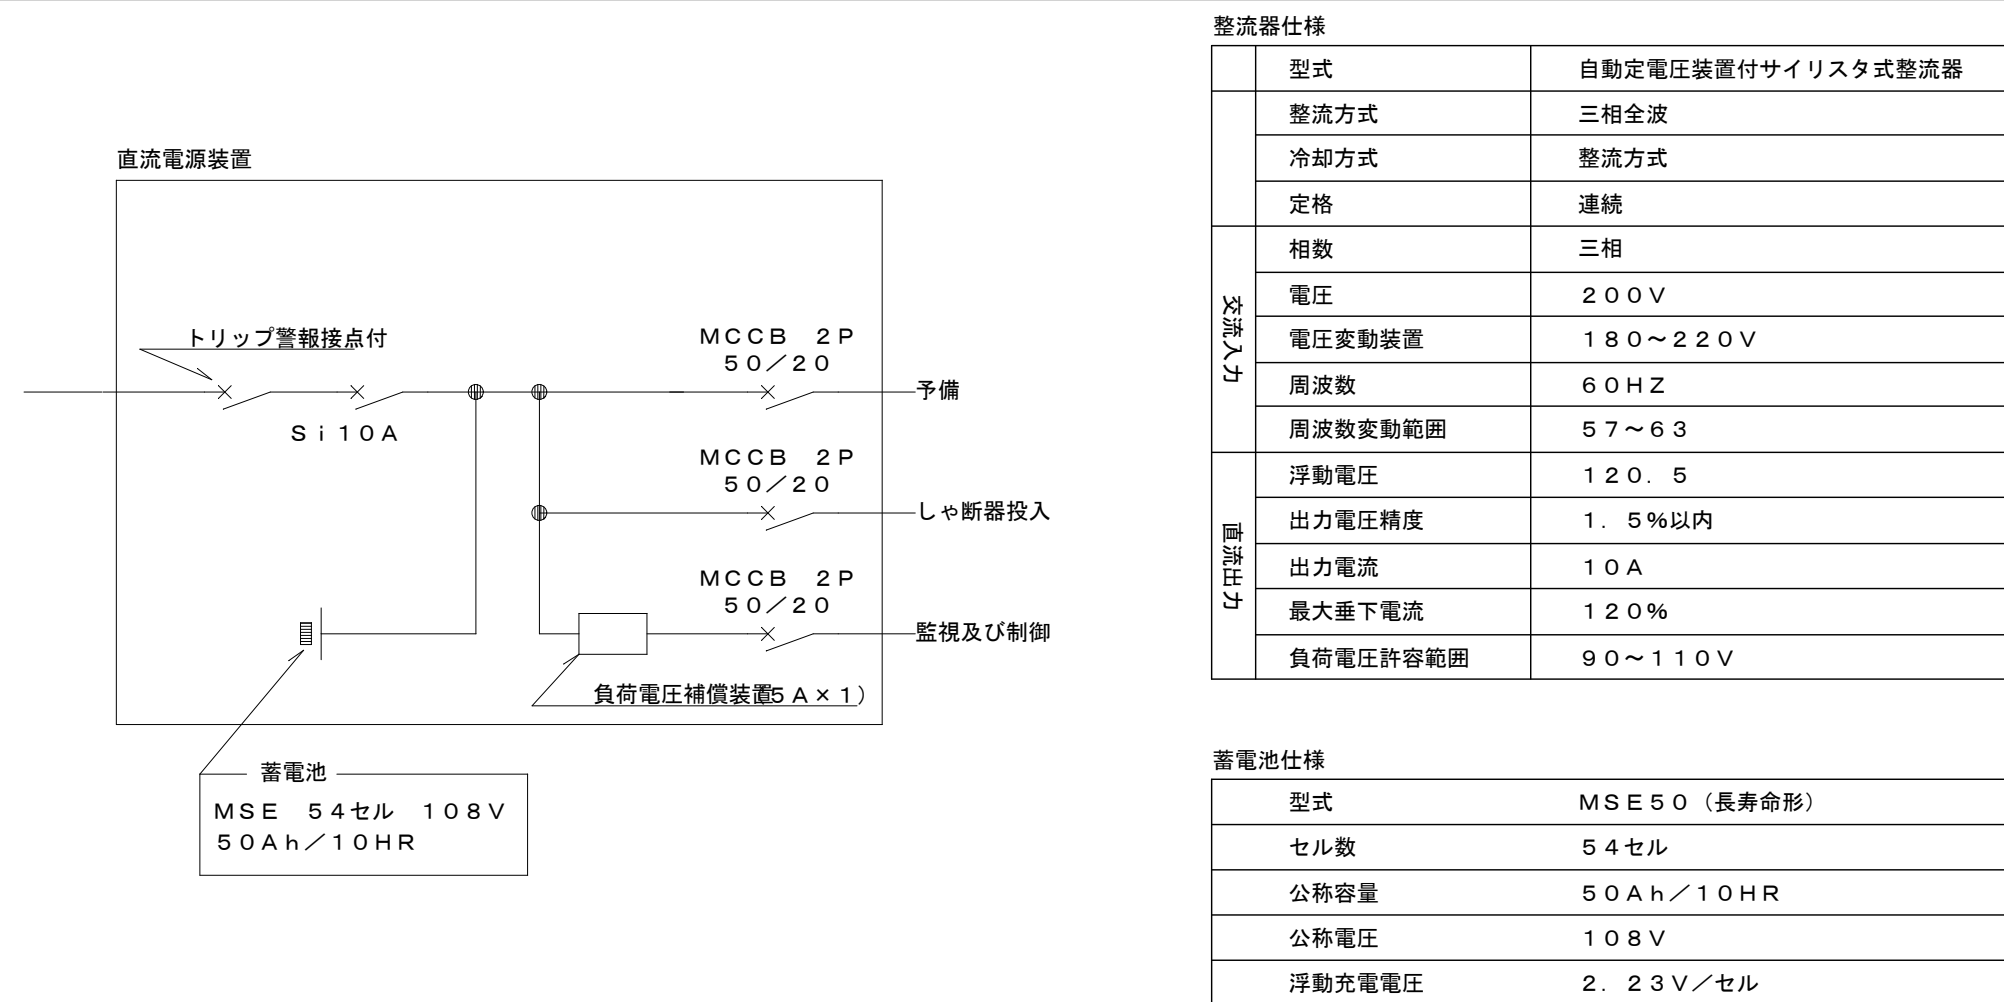 直流電源装置
トリップ警報接点付
Si10A
MCCB 2P
50/20
予備
MCCB 2P
50/20
しゃ断器投入
MCCB 2P
50/20
監視及び制御
負荷電圧補償装置5A×1)
蓄電池
MSE 54セル 108V
50Ah/10HR
整流器仕様
型式 自動定電圧装置付サイリスタ式整流器
整流方式 三相全波
冷却方式 整流方式
定格 連続
交流入力
相数 三相
電圧 200V
電圧変動装置 180~220V
周波数 60HZ
周波数変動範囲 57~63
直流出力
浮動電圧 120.5
出力電圧精度 1.5%以内
出力電流 10A
最大垂下電流 120%
負荷電圧許容範囲 90~110V
蓄電池仕様
型式 MSE50(長寿命形)
セル数 54セル
公称容量 50Ah/10HR
公称電圧 108V
浮動充電電圧 2.23V/セル